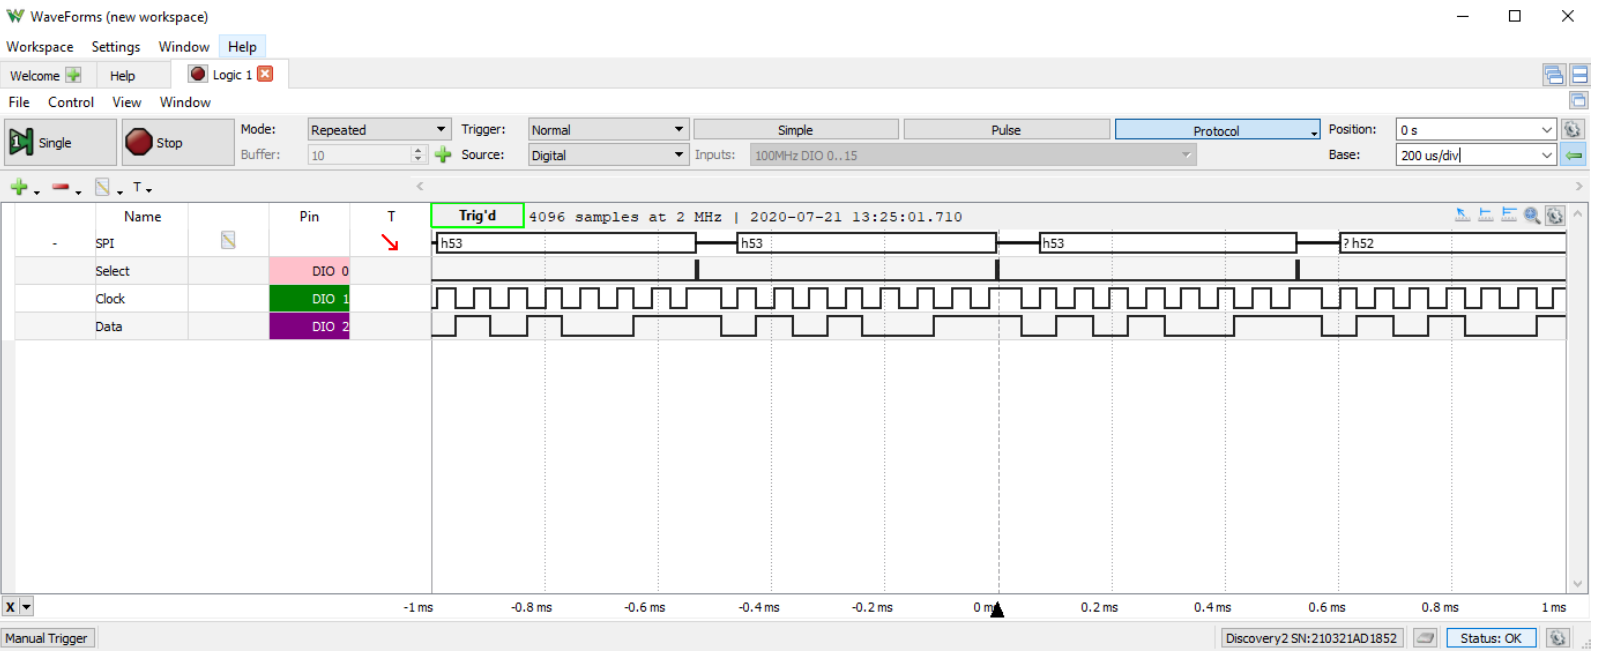 WaveForms (new workspace)
Workspace Settings Window Help
Welcome Help Logic 1
File Control View Window
Single Stop Mode: Repeated Trigger: Normal Simple Pulse Protocol Position: 0 s
Buffer: 10 Source: Digital Inputs: 100MHz DIO 0..15 Base: 200 us/div
T
Name Pin T Trig'd 4096 samples at 2 MHz | 2020-07-21 13:25:01.710
- SPI h53 h53 h53 ? h52
Select DIO 0
Clock DIO 1
Data DIO 2
X -1 ms -0.8 ms -0.6 ms -0.4 ms -0.2 ms 0 ms 0.2 ms 0.4 ms 0.6 ms 0.8 ms 1 ms
Manual Trigger Discovery2 SN:210321AD1852 Status: OK